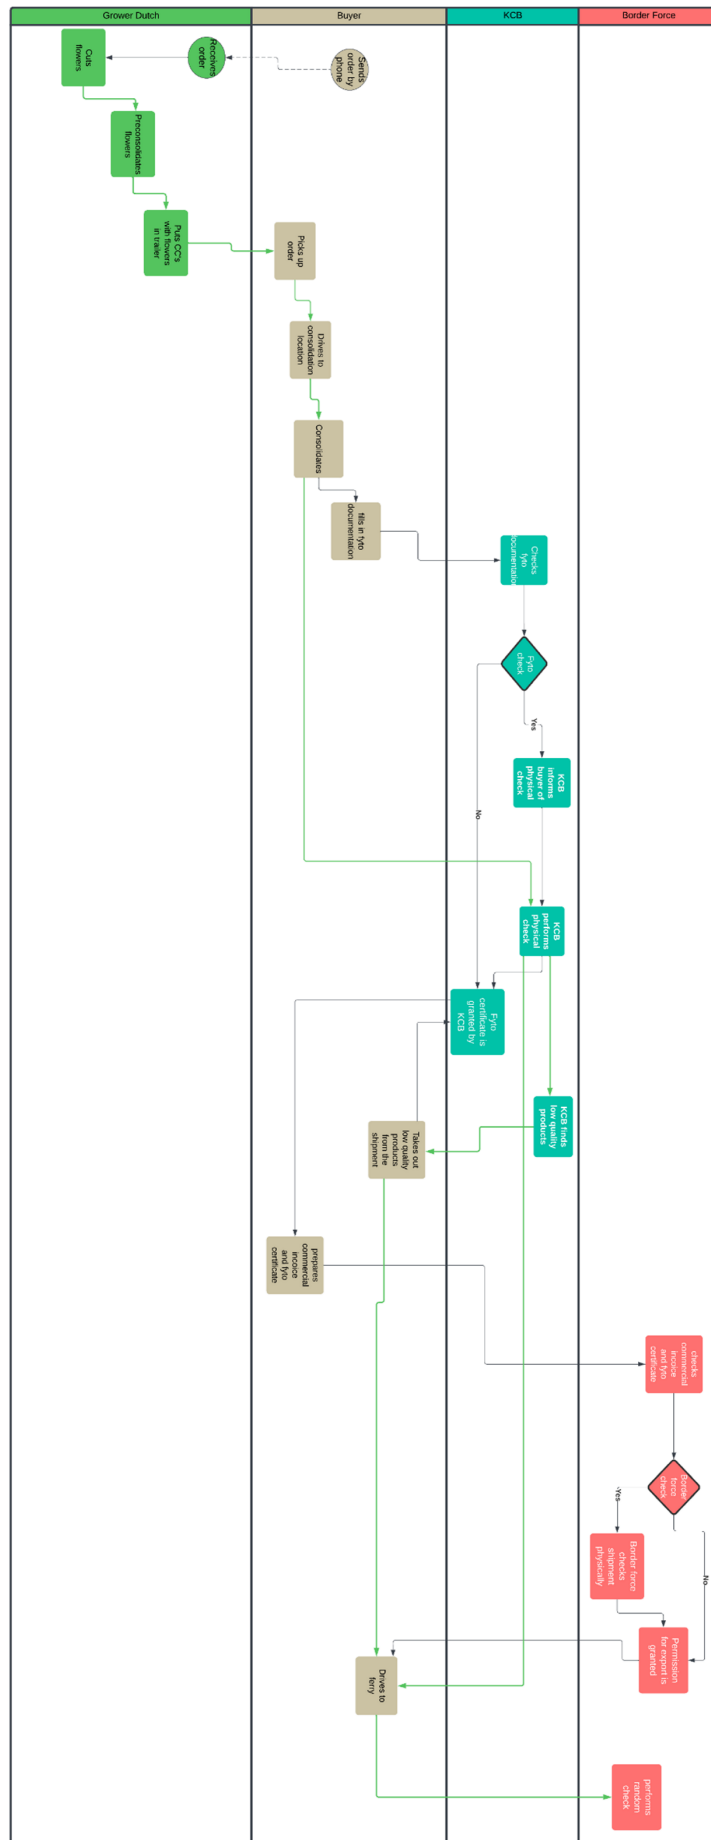 Grower Dutch
Buyer
KCB
Border Force
Sends
order by
phone
Receives
order
Cuts
flowers
Preconsolidates
flowers
Puts CC's
with flowers
in trailer
Picks up
order
Drives to
consolidation
location
Consolidates
fills in fyto
documentation
Checks
fyto
documentation
Fyto
check
Yes
No
KCB
informs
buyer of
physical
check
KCB
performs
physical
check
Fyto
certificate is
granted by
KCB
KCB finds
low quality
products
Takes out
low quality
products
from the
shipment
prepares
commercial
incoice
and fyto
certificate
checks
commercial
incoice
and fyto
certificate
Border
force
check
Yes
No
Border force
checks
shipment
physically
Permission
for export is
granted
Drives to
ferry
performs
random
check